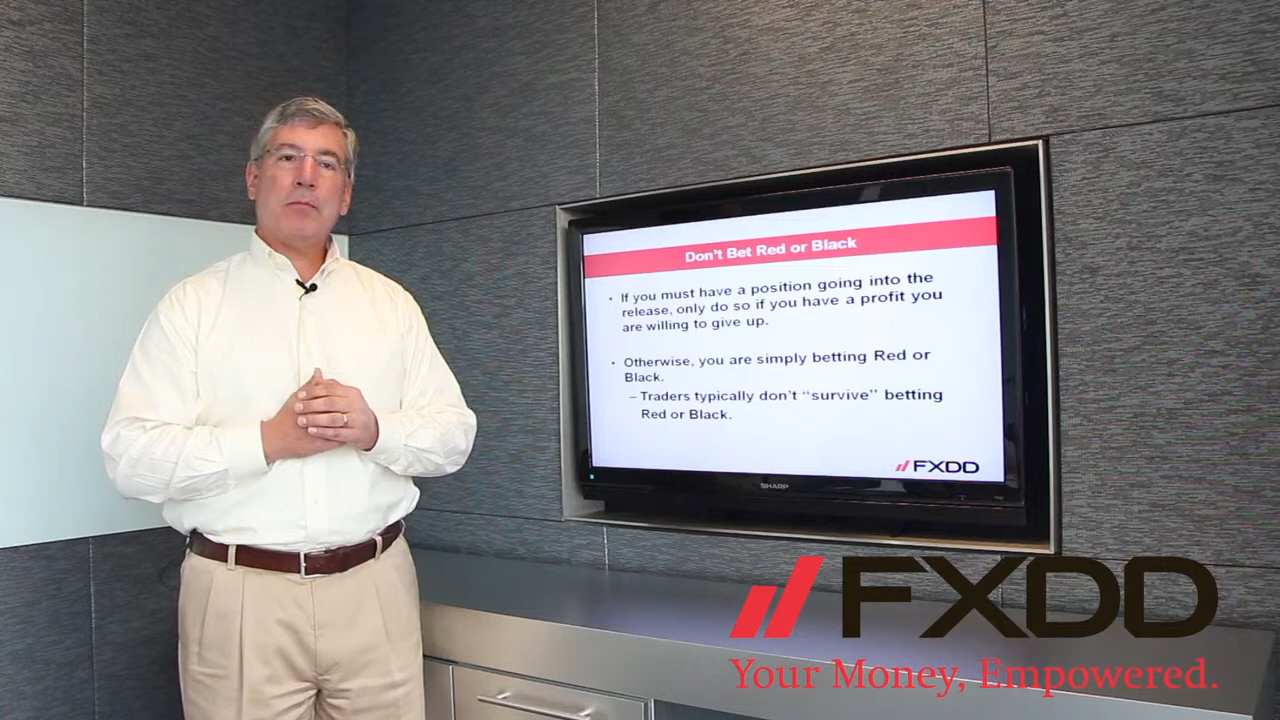 Don't Bet Red or Black
• If you must have a position going into the
release, only do so if you have a profit you
are willing to give up.
• Otherwise, you are simply betting Red or
Black.
– Traders typically don't “survive” betting
Red or Black.
FXDD
SHARP
FXDD
Your Money, Empowered.